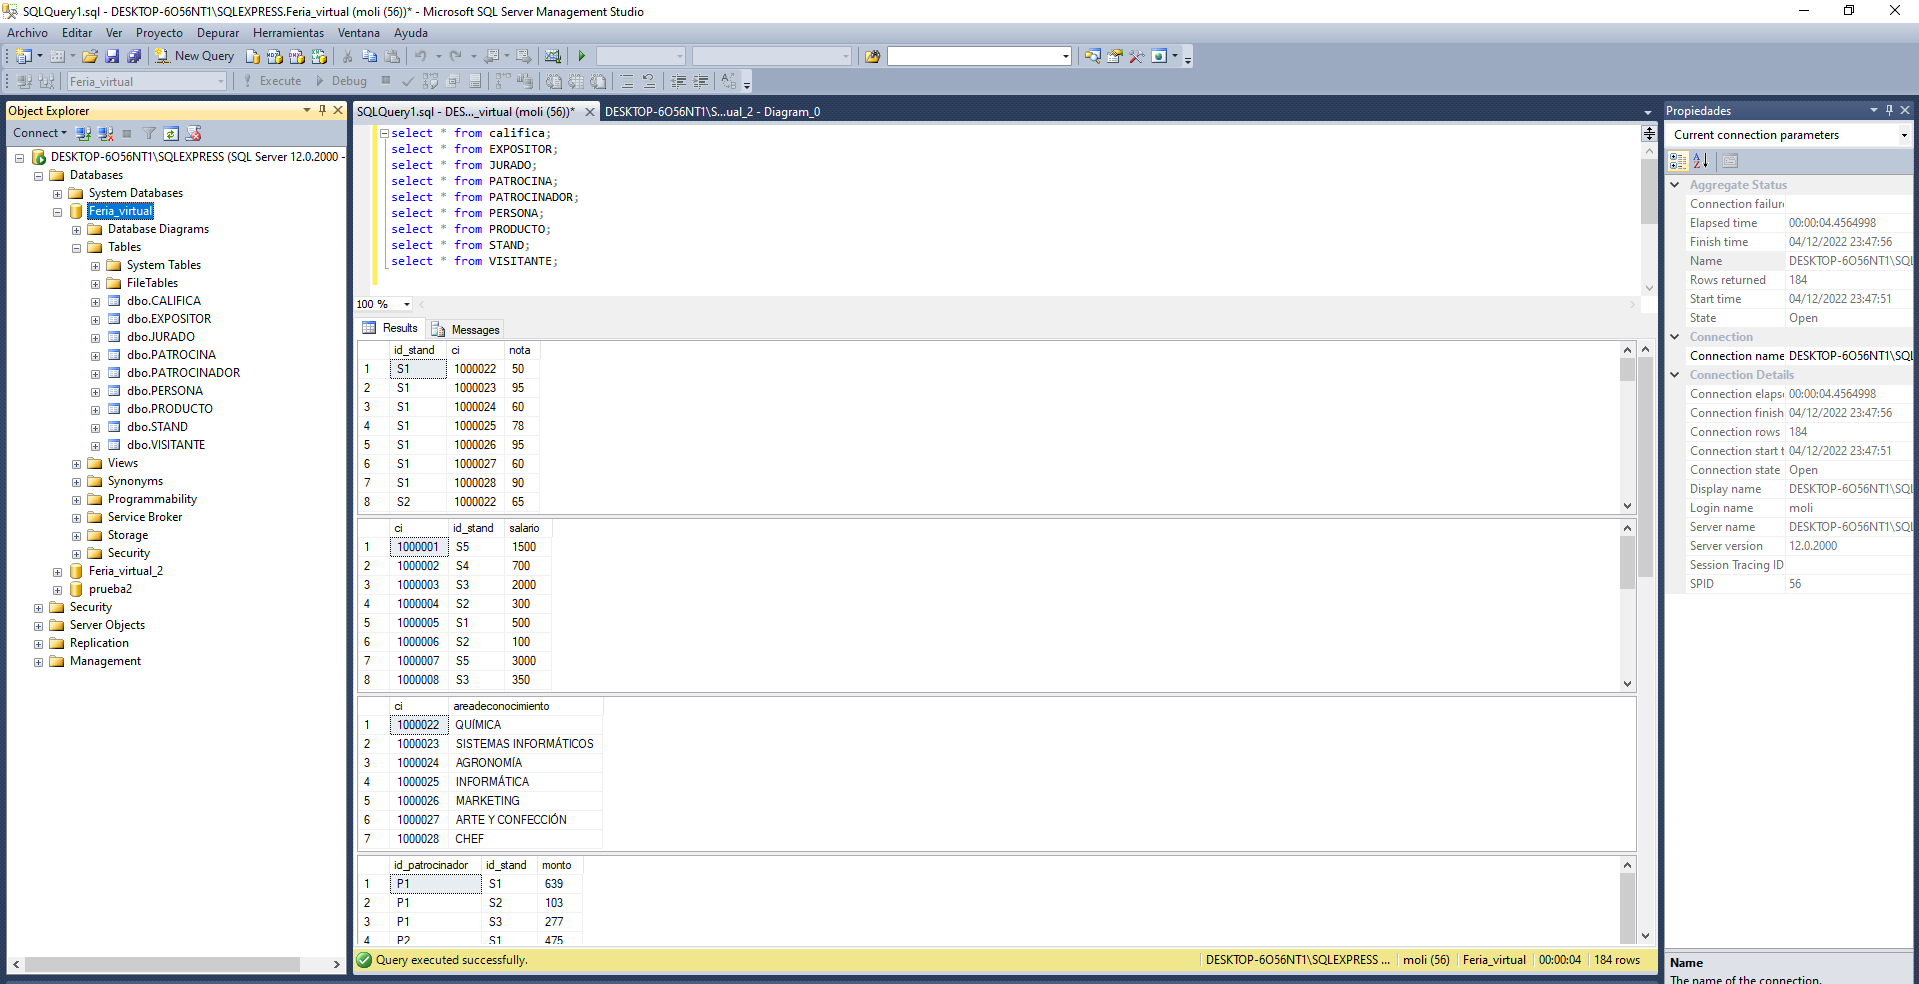 SQLQuery1.sql - DESKTOP-6O56NT1\SQLEXPRESS.Feria_virtual (moli (56))* - Microsoft SQL Server Management Studio
Archivo Editar Ver Proyecto Depurar Herramientas Ventana Ayuda
New Query
Feria_virtual Execute Debug
Object Explorer
Connect
DESKTOP-6O56NT1\SQLEXPRESS (SQL Server 12.0.2000 -
Databases
System Databases
Feria_virtual
Database Diagrams
Tables
System Tables
FileTables
dbo.CALIFICA
dbo.EXPOSITOR
dbo.JURADO
dbo.PATROCINA
dbo.PATROCINADOR
dbo.PERSONA
dbo.PRODUCTO
dbo.STAND
dbo.VISITANTE
Views
Synonyms
Programmability
Service Broker
Storage
Security
Feria_virtual_2
prueba2
Security
Server Objects
Replication
Management
SQLQuery1.sql - DES..._virtual (moli (56))* DESKTOP-6O56NT1\S...ual_2 - Diagram_0
select * from califica;
select * from EXPOSITOR;
select * from JURADO;
select * from PATROCINA;
select * from PATROCINADOR;
select * from PERSONA;
select * from PRODUCTO;
select * from STAND;
select * from VISITANTE;
100 %
Results Messages
id_stand ci nota
1 S1 1000022 50
2 S1 1000023 95
3 S1 1000024 60
4 S1 1000025 78
5 S1 1000026 95
6 S1 1000027 60
7 S1 1000028 90
8 S2 1000022 65
ci id_stand salario
1 1000001 S5 1500
2 1000002 S4 700
3 1000003 S3 2000
4 1000004 S2 300
5 1000005 S1 500
6 1000006 S2 100
7 1000007 S5 3000
8 1000008 S3 350
ci areadeconocimiento
1 1000022 QUÍMICA
2 1000023 SISTEMAS INFORMÁTICOS
3 1000024 AGRONOMÍA
4 1000025 INFORMÁTICA
5 1000026 MARKETING
6 1000027 ARTE Y CONFECCIÓN
7 1000028 CHEF
id_patrocinador id_stand monto
1 P1 S1 639
2 P1 S2 103
3 P1 S3 277
4 P2 S1 475
Query executed successfully. DESKTOP-6O56NT1\SQLEXPRESS ... moli (56) Feria_virtual 00:00:04 184 rows
Propiedades
Current connection parameters
Aggregate Status
Connection failur
Elapsed time 00:00:04.4564998
Finish time 04/12/2022 23:47:56
Name DESKTOP-6O56NT1\SQL
Rows returned 184
Start time 04/12/2022 23:47:51
State Open
Connection
Connection name DESKTOP-6O56NT1\SQL
Connection Details
Connection elapse 00:00:04.4564998
Connection finish 04/12/2022 23:47:56
Connection rows 184
Connection start t 04/12/2022 23:47:51
Connection state Open
Display name DESKTOP-6O56NT1\SQL
Login name moli
Server name DESKTOP-6O56NT1\SQL
Server version 12.0.2000
Session Tracing ID
SPID 56
Name
The name of the connection.